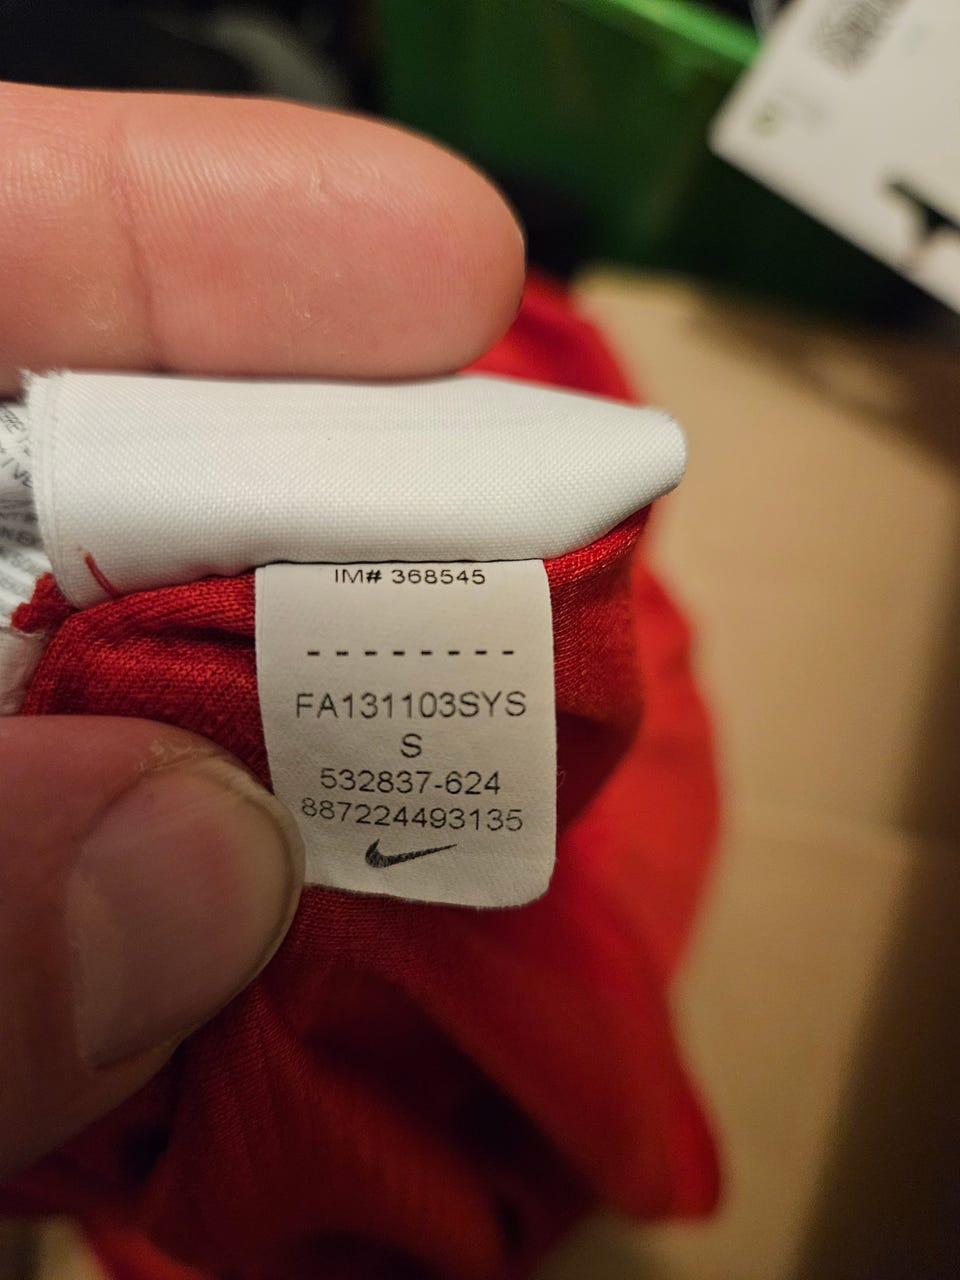 IM# 368545
--------
FA131103SYS
S
532837-624
887224493135